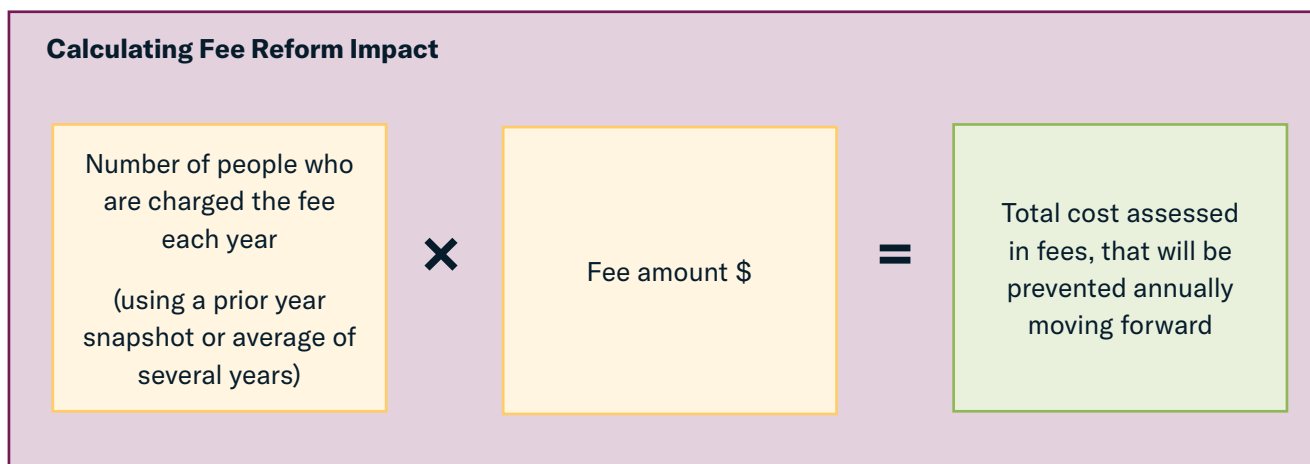 Calculating Fee Reform Impact
Number of people who
are charged the fee
each year
(using a prior year
snapshot or average of
several years)
×
Fee amount $
=
Total cost assessed
in fees, that will be
prevented annually
moving forward